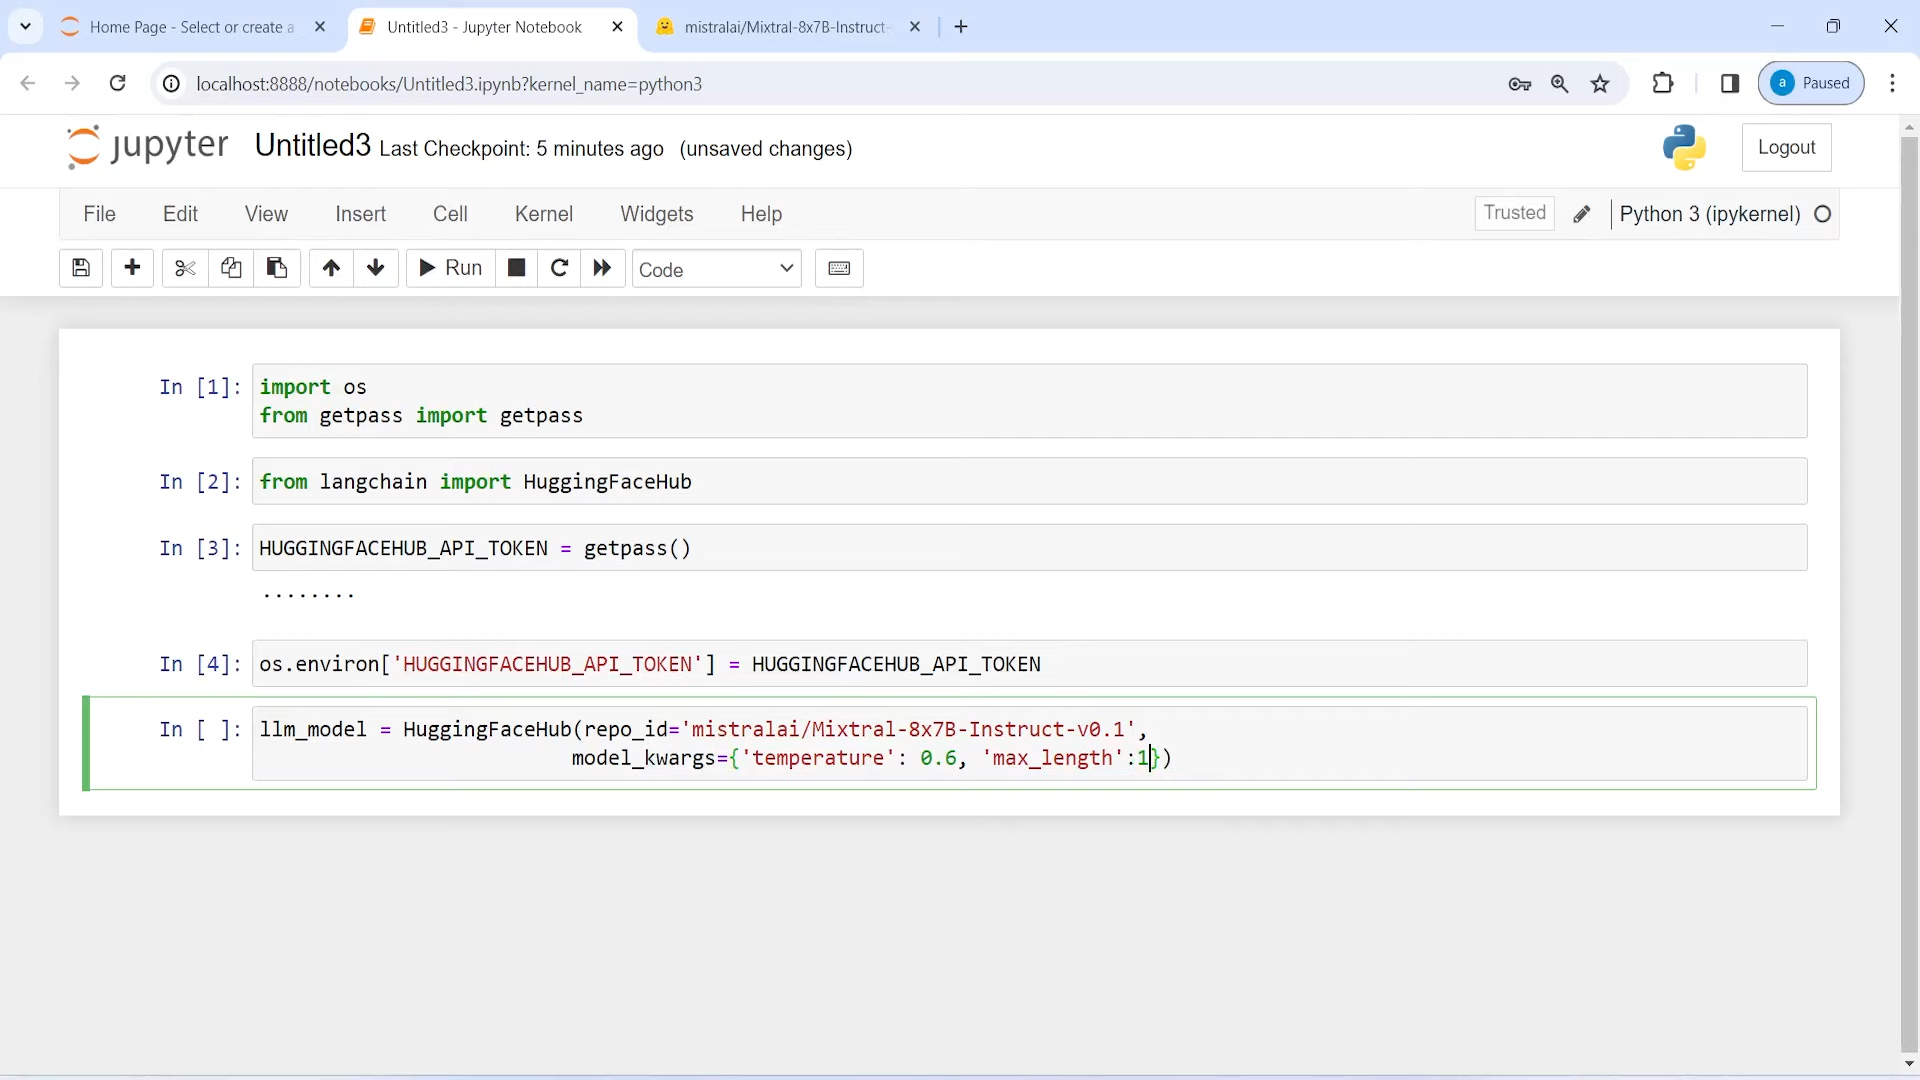 Home Page - Select or create a
Untitled3 - Jupyter Notebook
mistralai/Mixtral-8x7B-Instruct-
localhost:8888/notebooks/Untitled3.ipynb?kernel_name=python3
a Paused
jupyter Untitled3 Last Checkpoint: 5 minutes ago (unsaved changes)
Logout
File Edit View Insert Cell Kernel Widgets Help
Trusted Python 3 (ipykernel)
Run Code
In [1]: import os
from getpass import getpass
In [2]: from langchain import HuggingFaceHub
In [3]: HUGGINGFACEHUB_API_TOKEN = getpass()
........
In [4]: os.environ['HUGGINGFACEHUB_API_TOKEN'] = HUGGINGFACEHUB_API_TOKEN
In [ ]: llm_model = HuggingFaceHub(repo_id='mistralai/Mixtral-8x7B-Instruct-v0.1',
model_kwargs={'temperature': 0.6, 'max_length':1})